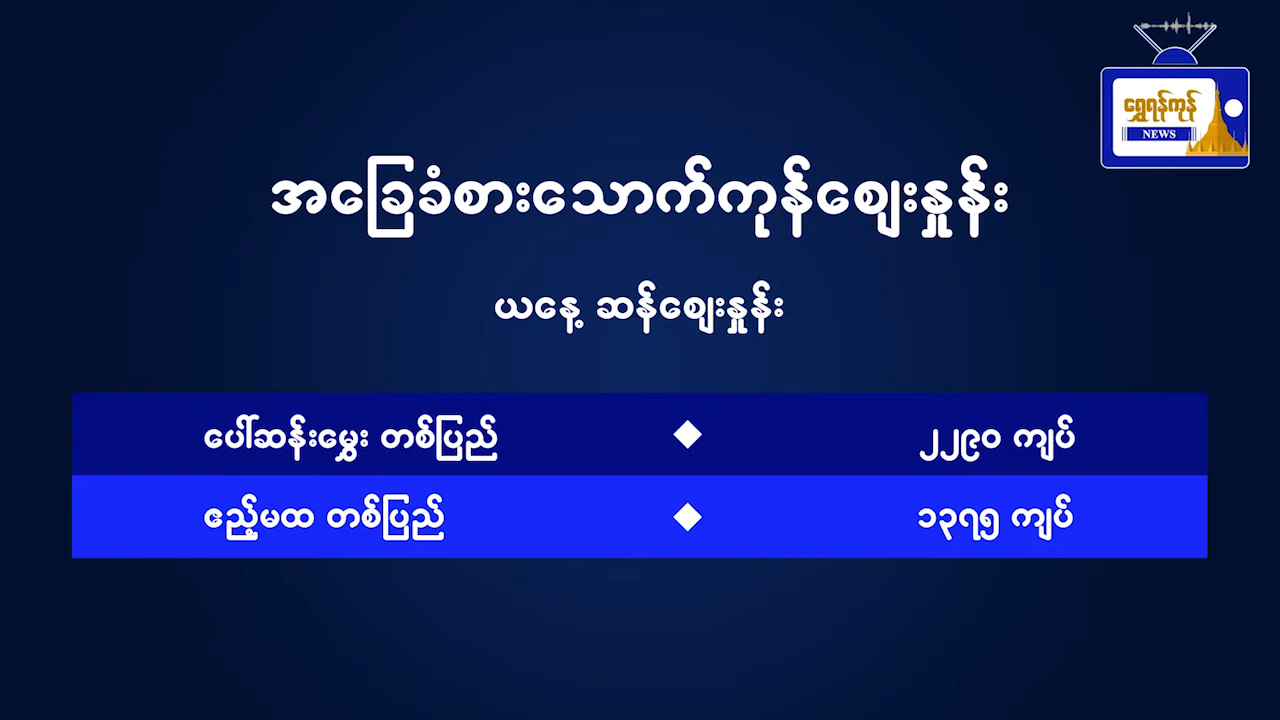 ရွှေရန်ကုန်
NEWS
အခြေခံစားသောက်ကုန်ဈေးနှုန်း
ယနေ့ ဆန်ဈေးနှုန်း
ပေါ်ဆန်းမွှေး တစ်ပြည် ◆ ၂၂၉၀ ကျပ်
ဧည့်မထ တစ်ပြည် ◆ ၁၃၇၅ ကျပ်